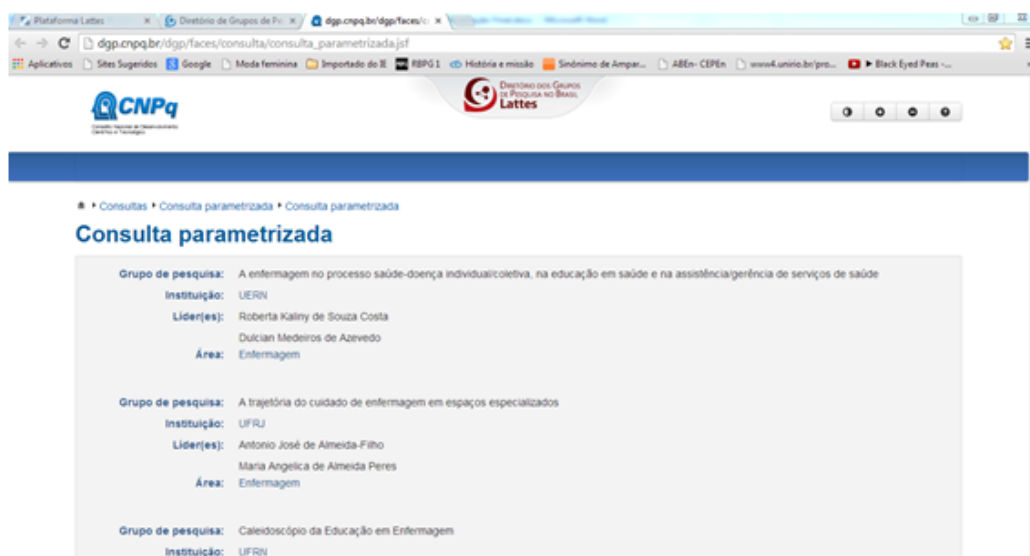 Plataforma Lattes
Diretório de Grupos de Pe
dgp.cnpq.br/dgp/faces/c
dgp.cnpq.br/dgp/faces/consulta/consulta_parametrizada.jsf
Aplicativos Sites Sugeridos Google Moda feminina Importado do IE RBPG 1 História e missão Sinônimo de Ampar... ABEn- CEPEn www4.unirio.br/pro... Black Eyed Peas -...
CNPq
Conselho Nacional de Desenvolvimento
Científico e Tecnológico
Diretório dos Grupos
de Pesquisa no Brasil
Lattes
Consultas Consulta parametrizada Consulta parametrizada
Consulta parametrizada
Grupo de pesquisa: A enfermagem no processo saúde-doença individual/coletiva, na educação em saúde e na assistência/gerência de serviços de saúde
Instituição: UERN
Líder(es): Roberta Kaliny de Souza Costa
Dulcian Medeiros de Azevedo
Área: Enfermagem
Grupo de pesquisa: A trajetória do cuidado de enfermagem em espaços especializados
Instituição: UFRJ
Líder(es): Antonio José de Almeida-Filho
Maria Angelica de Almeida Peres
Área: Enfermagem
Grupo de pesquisa: Caleidoscópio da Educação em Enfermagem
Instituição: UFRN